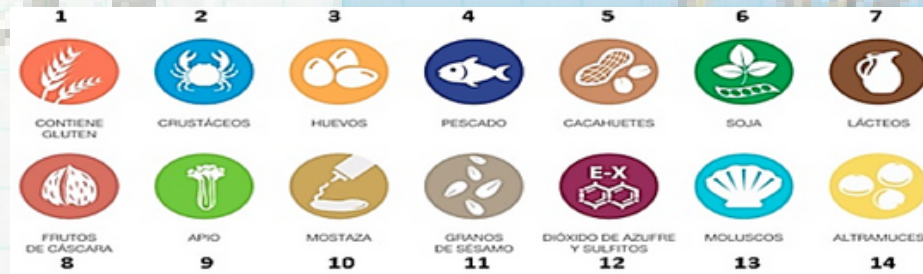 1 2 3 4 5 6 7
CONTIENE GLUTEN CRUSTÁCEOS HUEVOS PESCADO CACAHUETES SOJA LÁCTEOS
E-X
FRUTOS DE CÁSCARA APIO MOSTAZA GRANOS DE SÉSAMO DIÓXIDO DE AZUFRE Y SULFITOS MOLUSCOS ALTRAMUCES
8 9 10 11 12 13 14